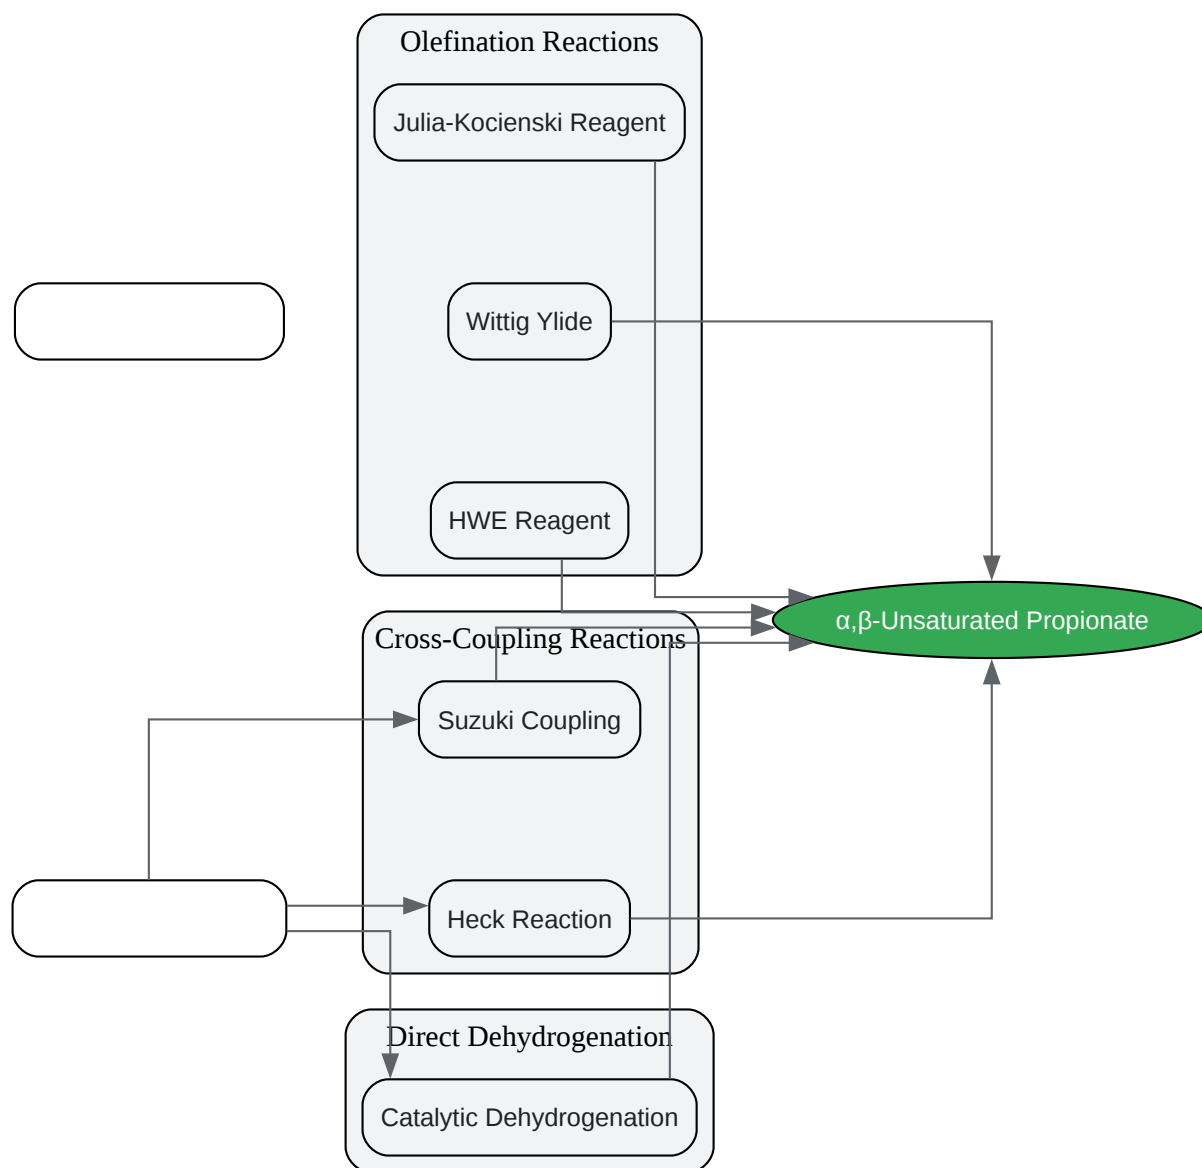 Olefination Reactions
Julia-Kocienski Reagent
Wittig Ylide
HWE Reagent
α,β-Unsaturated Propionate
Cross-Coupling Reactions
Suzuki Coupling
Heck Reaction
Direct Dehydrogenation
Catalytic Dehydrogenation